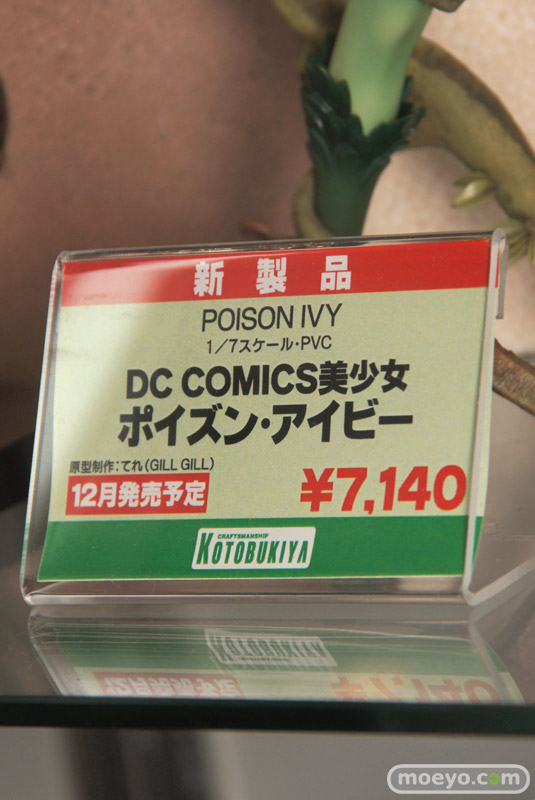 新製品
POISON IVY
1/7スケール・PVC
DC COMICS美少女
ポイズン・アイビー
原型制作:てれ(GILL GILL)
12月発売予定 ¥7,140
CRAFTSMANSHIP
KOTOBUKIYA
moeyo.com